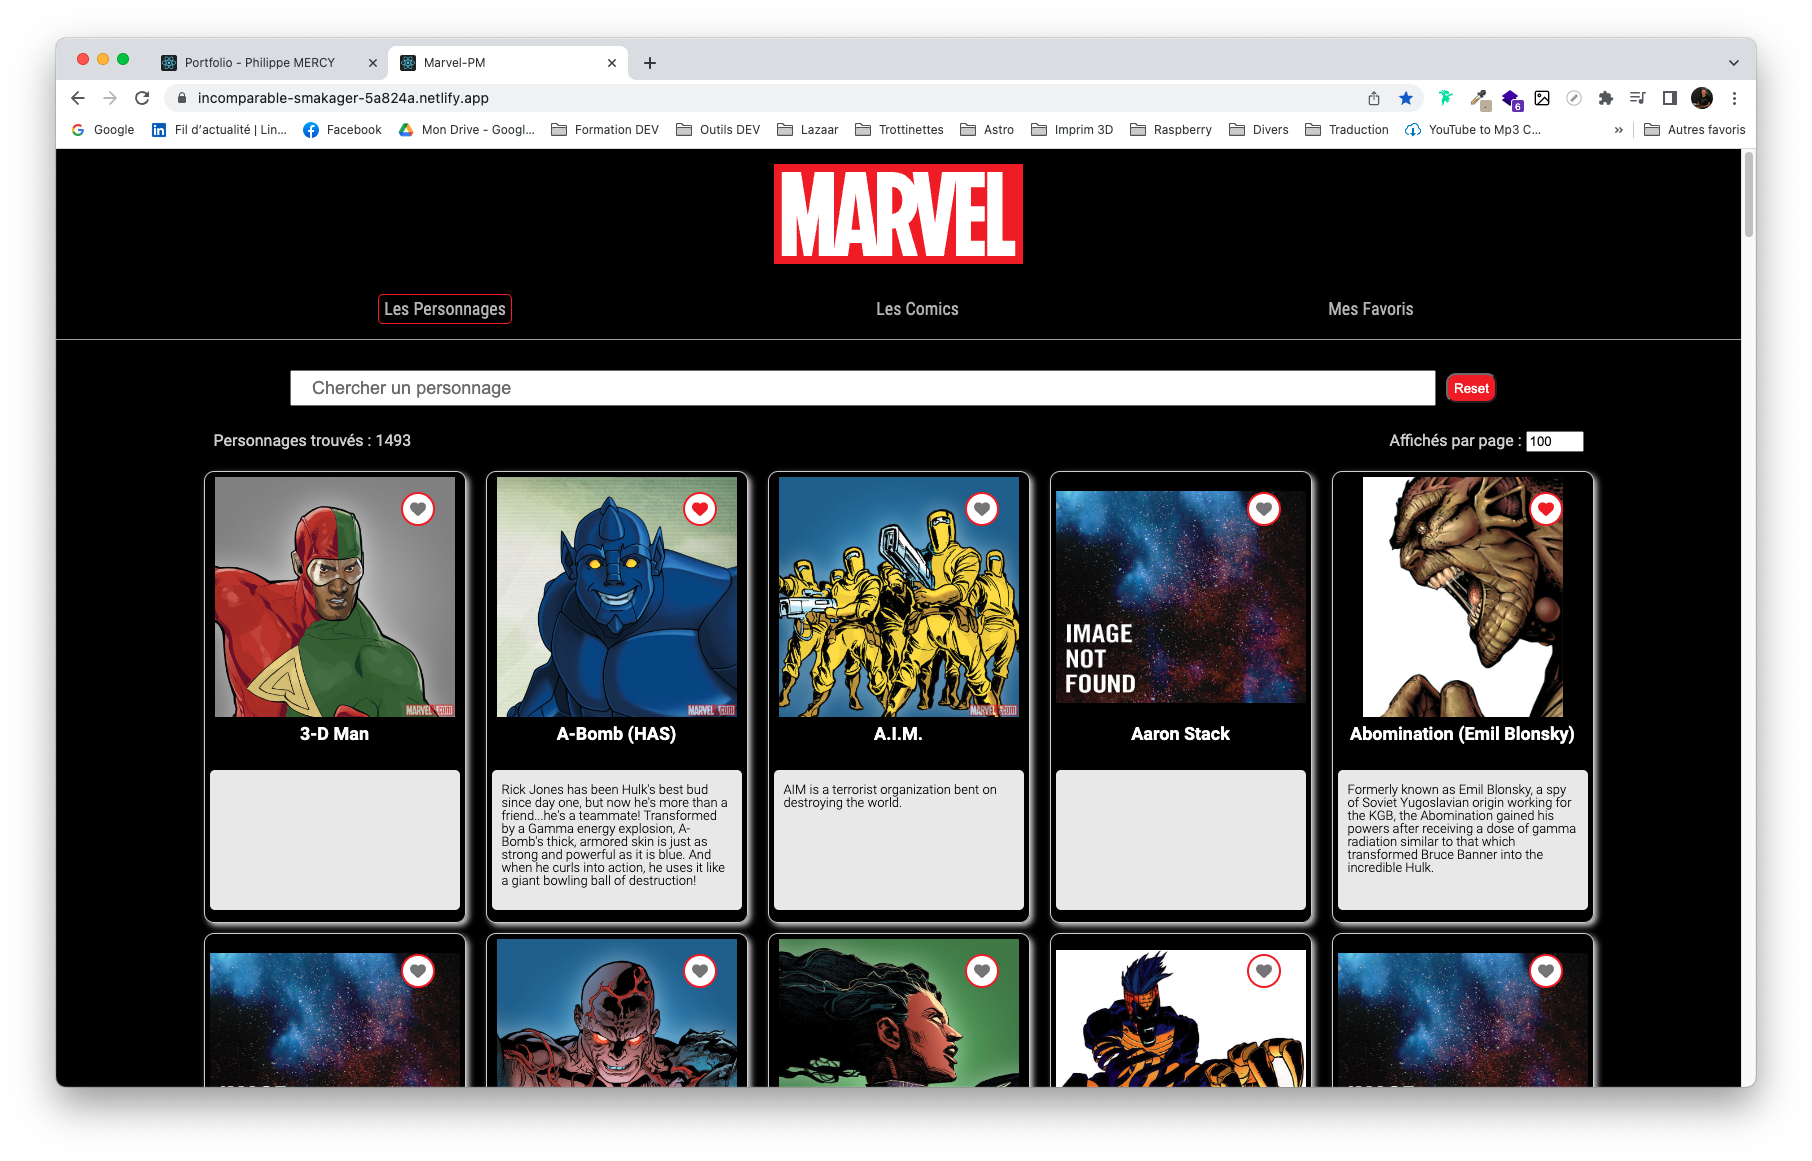 Portfolio - Philippe MERCY
Marvel-PM
incomparable-smakager-5a824a.netlify.app
6
Google
Fil d’actualité | Lin...
Facebook
Mon Drive - Googl...
Formation DEV
Outils DEV
Lazaar
Trottinettes
Astro
Imprim 3D
Raspberry
Divers
Traduction
YouTube to Mp3 C...
»
Autres favoris
MARVEL
Les Personnages
Les Comics
Mes Favoris
Chercher un personnage
Reset
Personnages trouvés : 1493
Affichés par page : 100
MARVEL.com
3-D Man
MARVEL.com
A-Bomb (HAS)
Rick Jones has been Hulk's best bud
since day one, but now he's more than a
friend...he's a teammate! Transformed
by a Gamma energy explosion, A-
Bomb's thick, armored skin is just as
strong and powerful as it is blue. And
when he curls into action, he uses it like
a giant bowling ball of destruction!
MARVEL.com
A.I.M.
AIM is a terrorist organization bent on
destroying the world.
IMAGE
NOT
FOUND
Aaron Stack
Abomination (Emil Blonsky)
Formerly known as Emil Blonsky, a spy
of Soviet Yugoslavian origin working for
the KGB, the Abomination gained his
powers after receiving a dose of gamma
radiation similar to that which
transformed Bruce Banner into the
incredible Hulk.